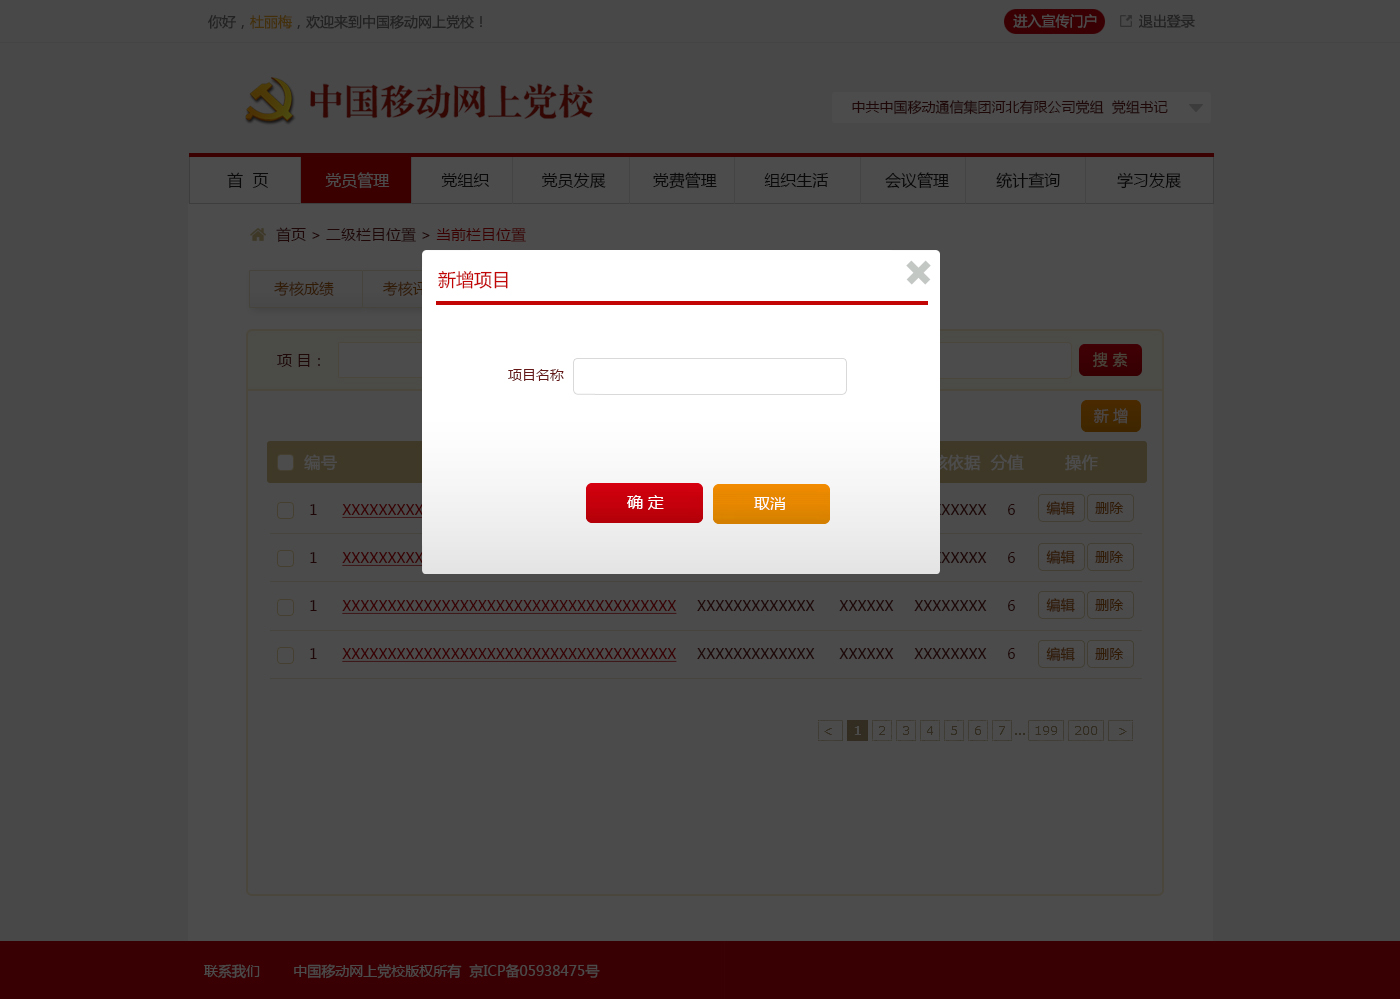 你好，杜丽梅，欢迎来到中国移动网上党校！ 进入宣传门户 退出登录
中国移动网上党校
中共中国移动通信集团河北有限公司党组 党组书记
首 页 党员管理 党组织 党员发展 党费管理 组织生活 会议管理 统计查询 学习发展
首页 > 二级栏目位置 > 当前栏目位置
新增项目
考核成绩 考核评
项 目： 搜 索
项目名称
新 增
编号 核依据 分值 操作
确 定 取消
1 XXXXXXXXX XXXXXX 6 编辑 删除
1 XXXXXXXXX XXXXXX 6 编辑 删除
1 XXXXXXXXXXXXXXXXXXXXXXXXXXXXXXXXXXXXX XXXXXXXXXXXXX XXXXXX XXXXXXXX 6 编辑 删除
1 XXXXXXXXXXXXXXXXXXXXXXXXXXXXXXXXXXXXX XXXXXXXXXXXXX XXXXXX XXXXXXXX 6 编辑 删除
< 1 2 3 4 5 6 7 ... 199 200 >
联系我们 中国移动网上党校版权所有 京ICP备05938475号